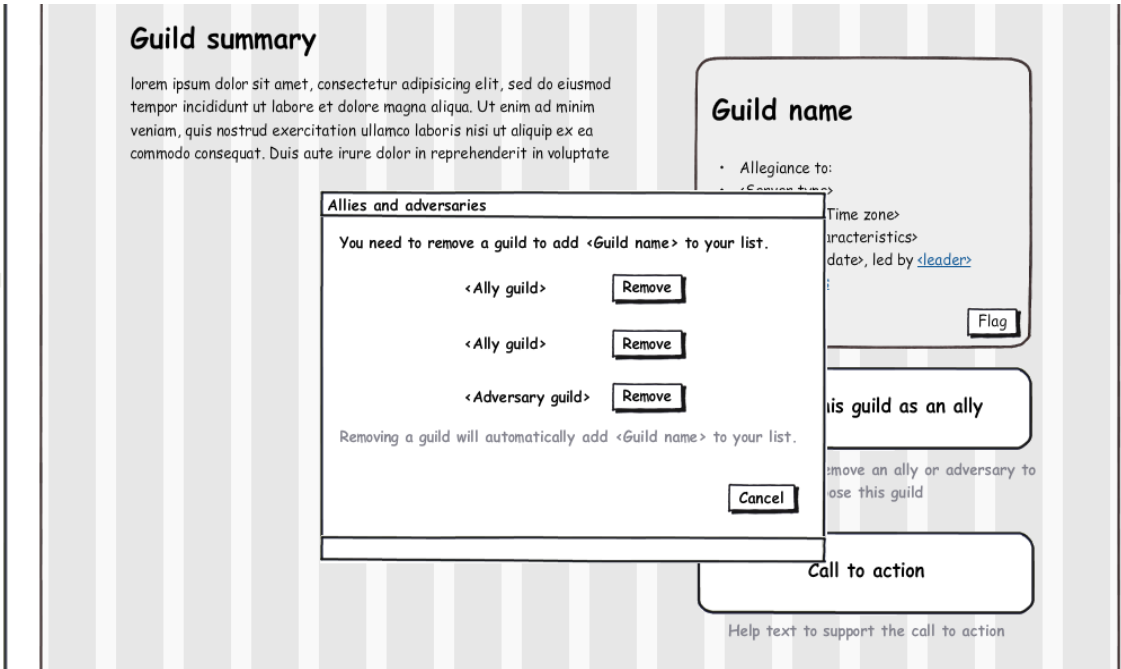 Guild summary
lorem ipsum dolor sit amet, consectetur adipisicing elit, sed do eiusmod
tempor incididunt ut labore et dolore magna aliqua. Ut enim ad minim
veniam, quis nostrud exercitation ullamco laboris nisi ut aliquip ex ea
commodo consequat. Duis aute irure dolor in reprehenderit in voluptate
Guild name
• Allegiance to:
Time zone>
date>, led by <leader>
Flag
Allies and adversaries
You need to remove a guild to add <Guild name> to your list.
<Ally guild> Remove
<Ally guild> Remove
<Adversary guild> Remove
Removing a guild will automatically add <Guild name> to your list.
Cancel
guild as an ally
an ally or adversary to
this guild
Call to action
Help text to support the call to action